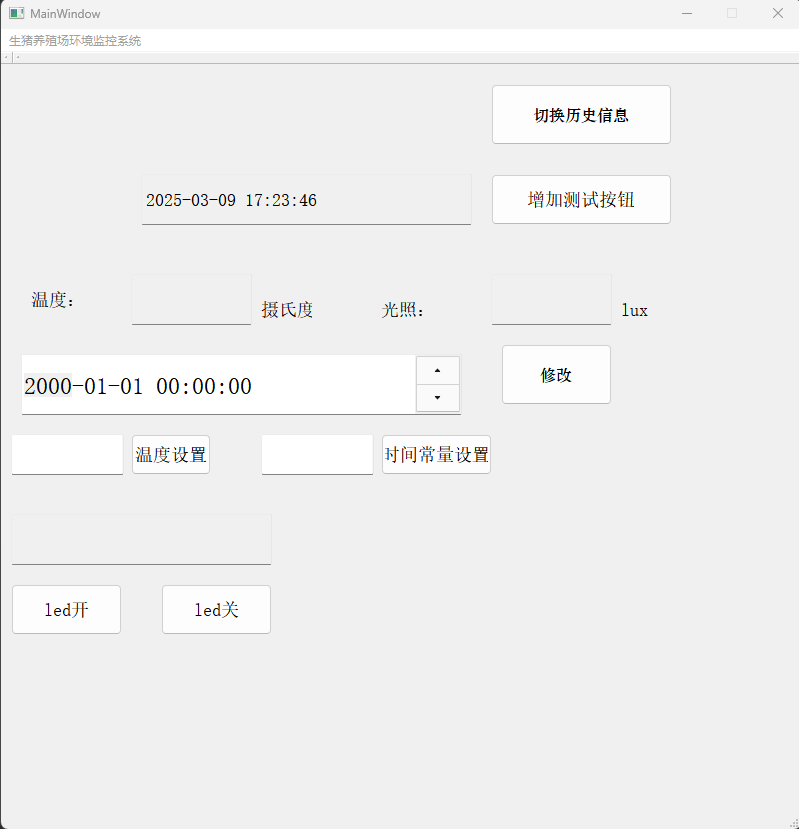 MainWindow
生猪养殖场环境监控系统
切换历史信息
2025-03-09 17:23:46
增加测试按钮
温度：
摄氏度
光照：
lux
2000-01-01 00:00:00
修改
温度设置
时间常量设置
led开
led关